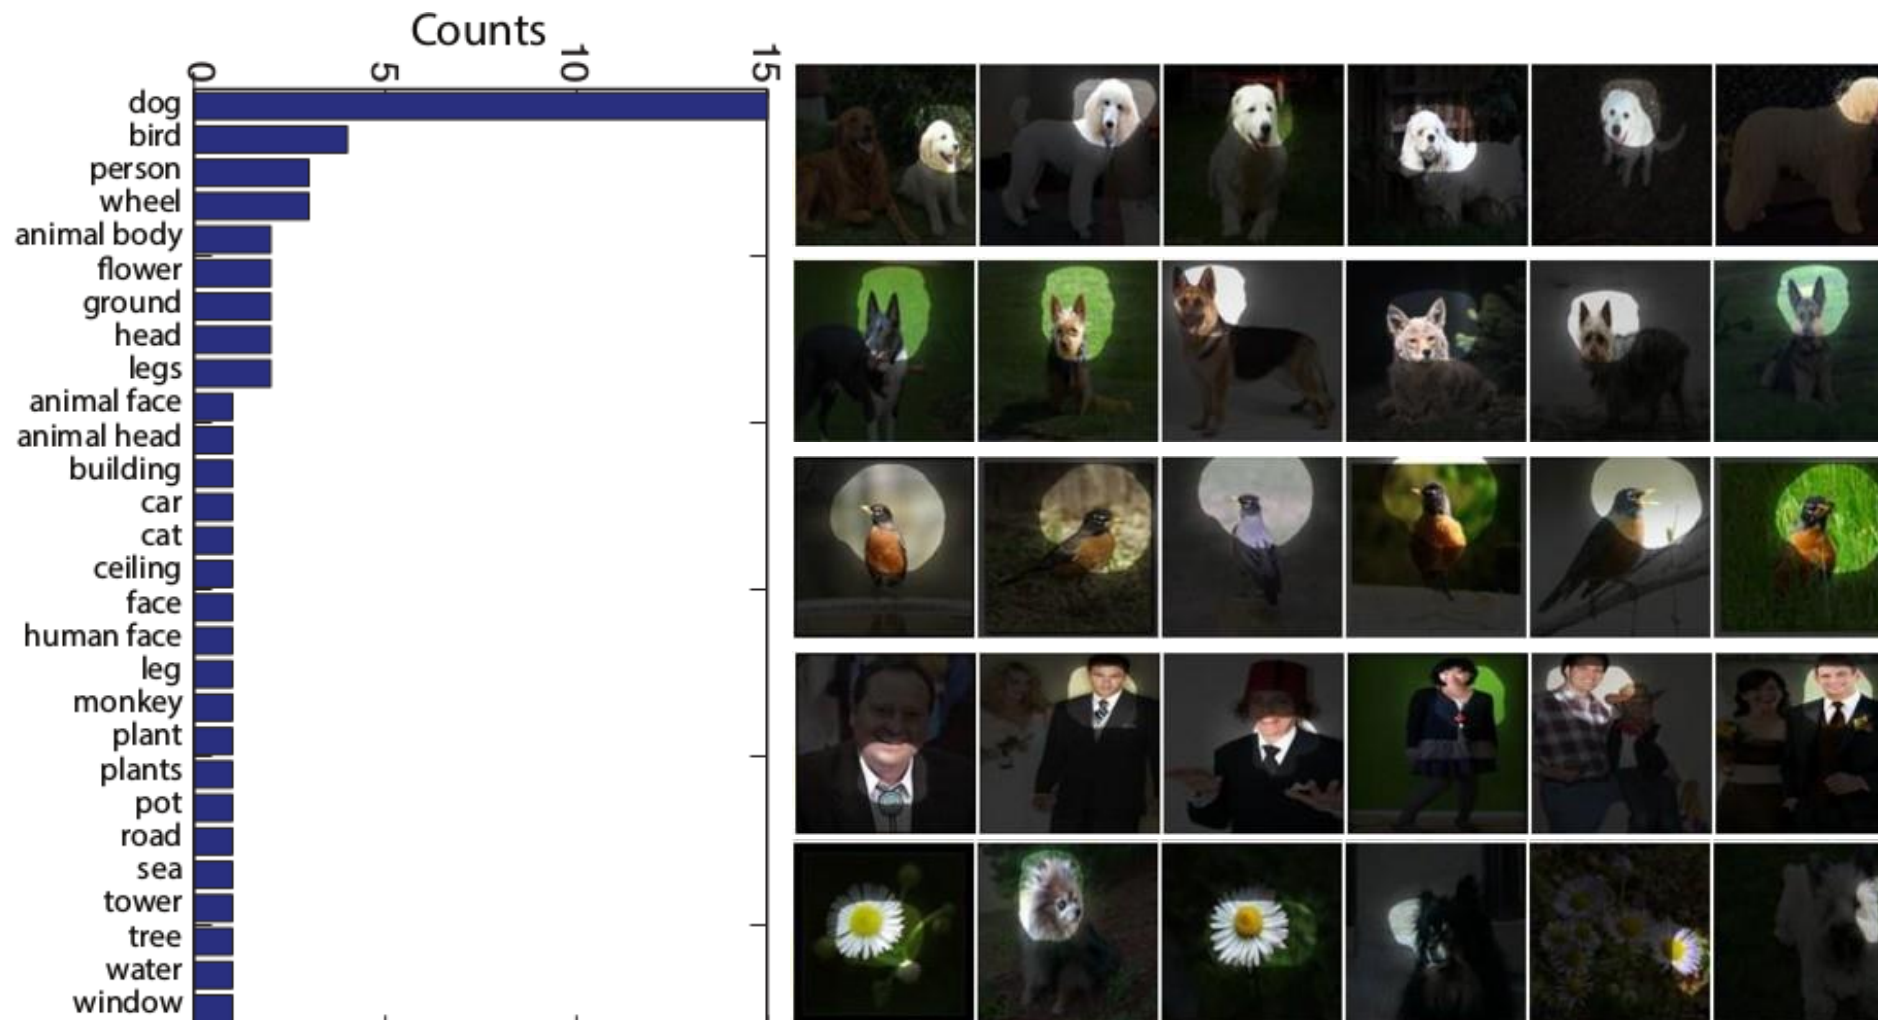 Counts
0 5 10 15
dog
bird
person
wheel
animal body
flower
ground
head
legs
animal face
animal head
building
car
cat
ceiling
face
human face
leg
monkey
plant
plants
pot
road
sea
tower
tree
water
window